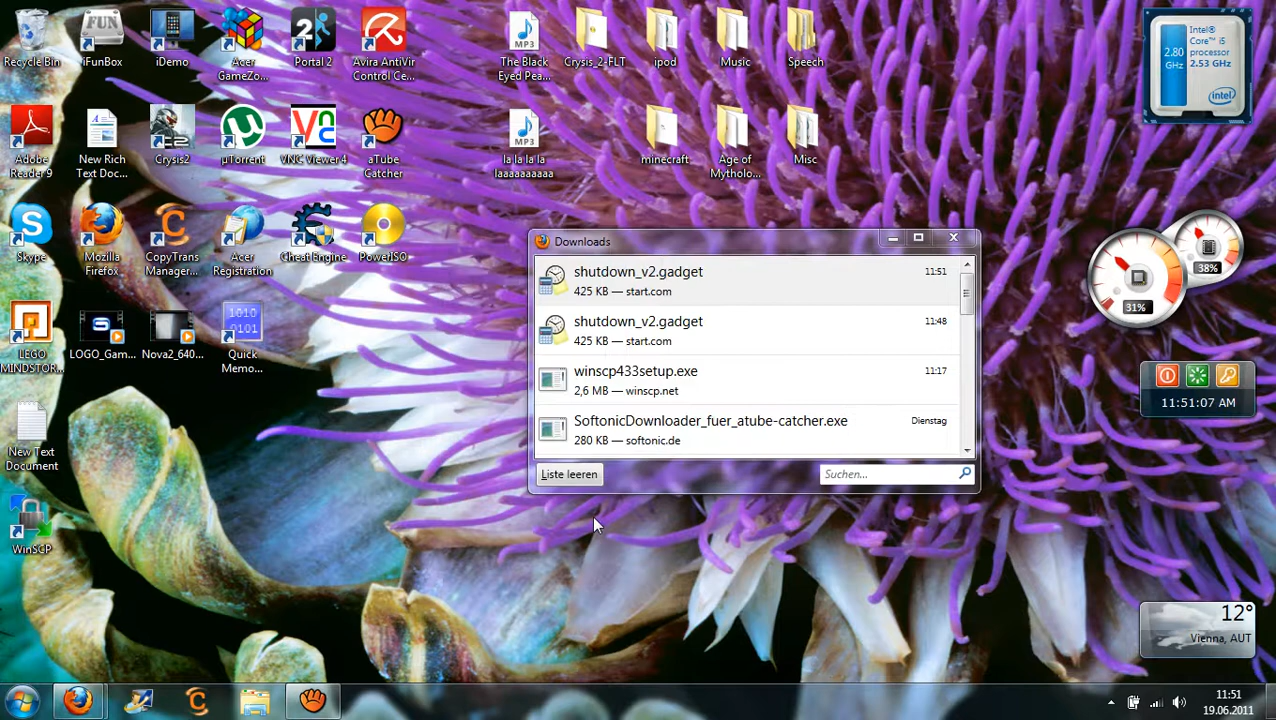 Recycle Bin
iFunBox
iDemo
Acer
GameZo...
Portal 2
Avira AntiVir
Control Ce...
The Black
Eyed Pea...
Crysis_2-FLT
ipod
Music
Speech
Intel®
Core™ i5
processor
2.53 GHz
2.80
GHz
intel
Adobe
Reader 9
New Rich
Text Doc...
Crysis2
µTorrent
VNC Viewer 4
aTube
Catcher
la la la la
laaaaaaaaaa
minecraft
Age of
Mytholo...
Misc
Skype
Mozilla
Firefox
CopyTrans
Manager...
Acer
Registration
Cheat Engine
PowerISO
LEGO
MINDSTOR...
LOGO_Gam...
Nova2_640...
Quick
Memo...
New Text
Document
WinSCP
Downloads
shutdown_v2.gadget
11:51
425 KB — start.com
shutdown_v2.gadget
11:48
425 KB — start.com
winscp433setup.exe
11:17
2,6 MB — winscp.net
SoftonicDownloader_fuer_atube-catcher.exe
Dienstag
280 KB — softonic.de
Liste leeren
Suchen...
38%
31%
11:51:07 AM
12°
Vienna, AUT
11:51
19.06.2011